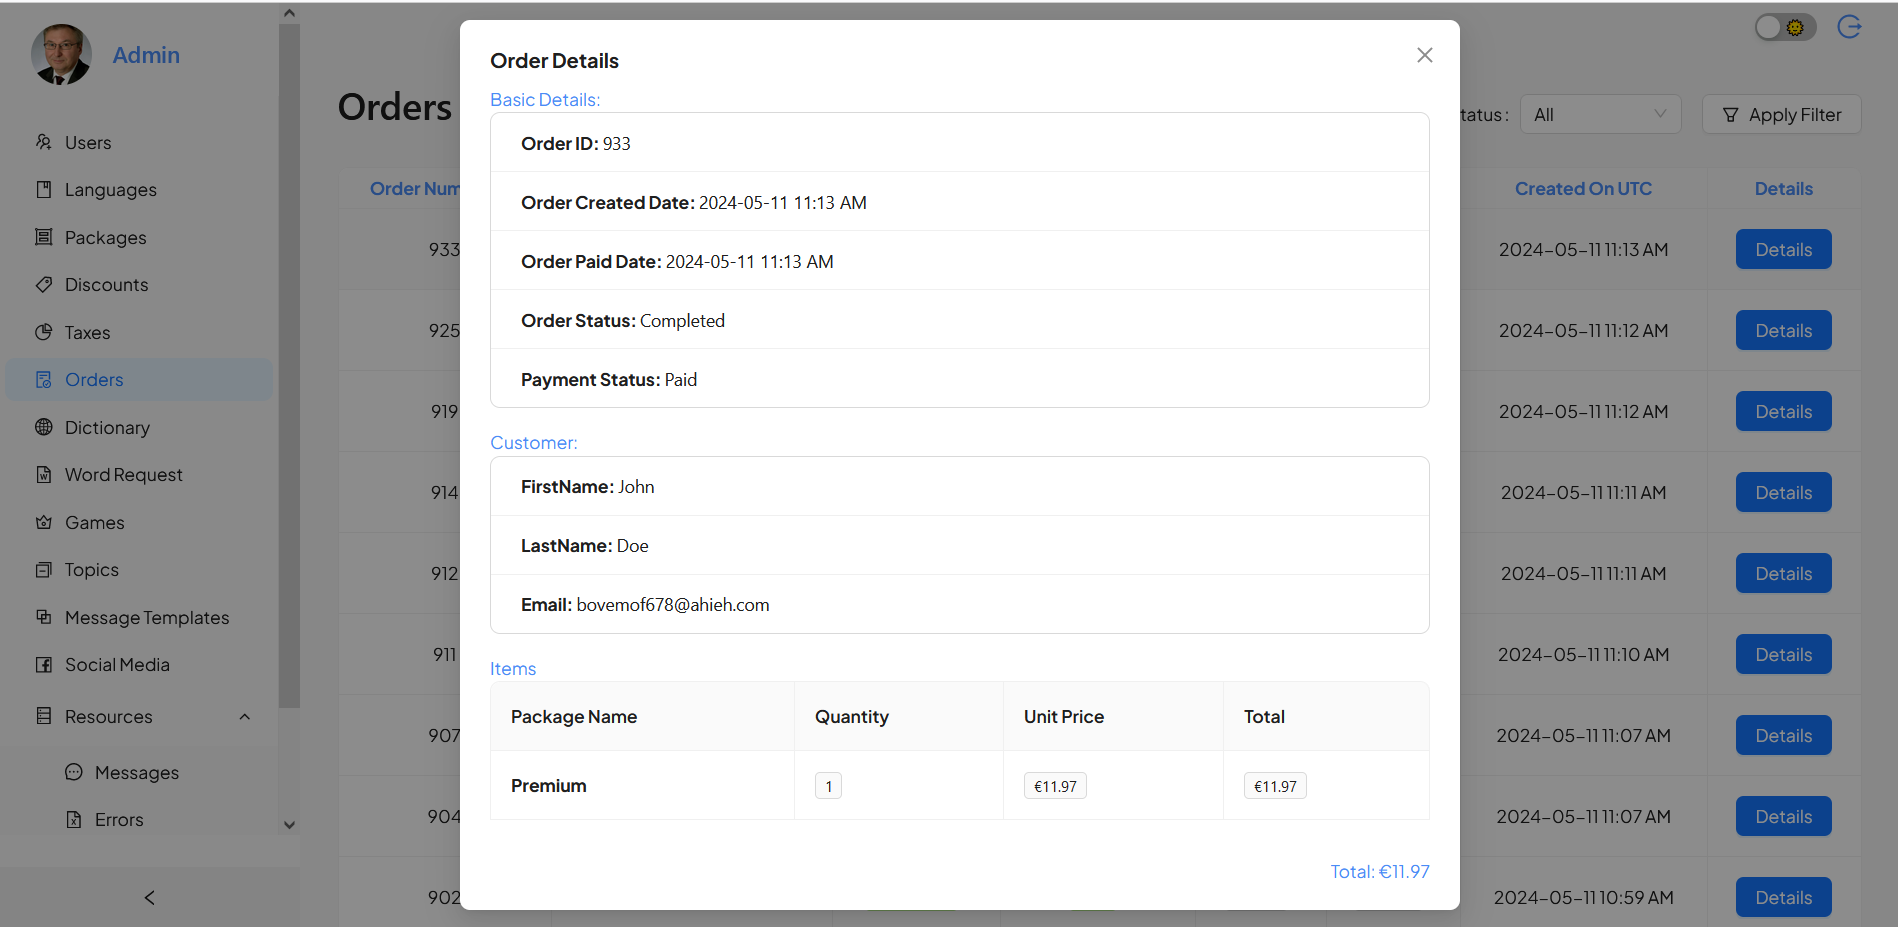 Admin
Users
Languages
Packages
Discounts
Taxes
Orders
Dictionary
Word Request
Games
Topics
Message Templates
Social Media
Resources
Messages
Errors
Orders
tatus :
All
Apply Filter
Order Num
Created On UTC
Details
933
2024-05-11 11:13 AM
Details
925
2024-05-11 11:12 AM
Details
919
2024-05-11 11:12 AM
Details
914
2024-05-11 11:11 AM
Details
912
2024-05-11 11:11 AM
Details
911
2024-05-11 11:10 AM
Details
907
2024-05-11 11:07 AM
Details
904
2024-05-11 11:07 AM
Details
902
2024-05-11 10:59 AM
Details
Order Details
Basic Details:
Order ID: 933
Order Created Date: 2024-05-11 11:13 AM
Order Paid Date: 2024-05-11 11:13 AM
Order Status: Completed
Payment Status: Paid
Customer:
FirstName: John
LastName: Doe
Email: bovemof678@ahieh.com
Items
Package Name
Quantity
Unit Price
Total
Premium
1
€11.97
€11.97
Total: €11.97